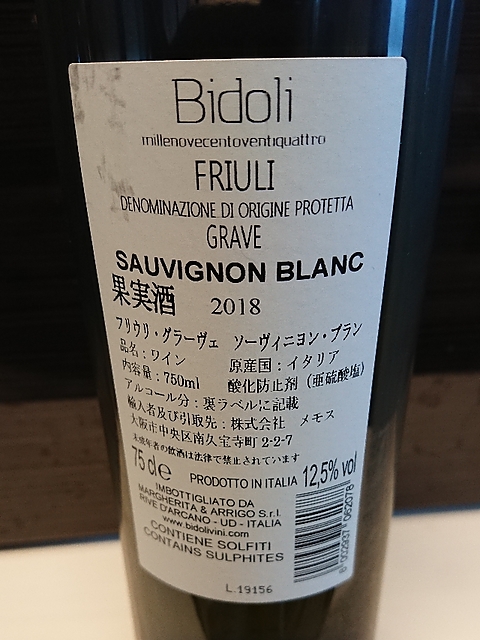 Bidoli
millenovecentoventiquattro
FRIULI
DENOMINAZIONE DI ORIGINE PROTETTA
GRAVE
SAUVIGNON BLANC
果実酒 2018
フリウリ・グラーヴェ ソーヴィニヨン・ブラン
品名：ワイン 原産国：イタリア
内容量：750ml 酸化防止剤（亜硫酸塩）
アルコール分：裏ラベルに記載
輸入者及び引取先：株式会社 メモス
大阪市中央区南久宝寺町 2-2-7
未成年者の飲酒は法律で禁止されています
75 cl e PRODOTTO IN ITALIA 12,5% vol
IMBOTTIGLIATO DA
MARGHERITA & ARRIGO S.r.l.
RIVE D'ARCANO - UD - ITALIA
www.bidolivini.com
CONTIENE SOLFITI
CONTAINS SULPHITES
8 002937 062078
L.19156